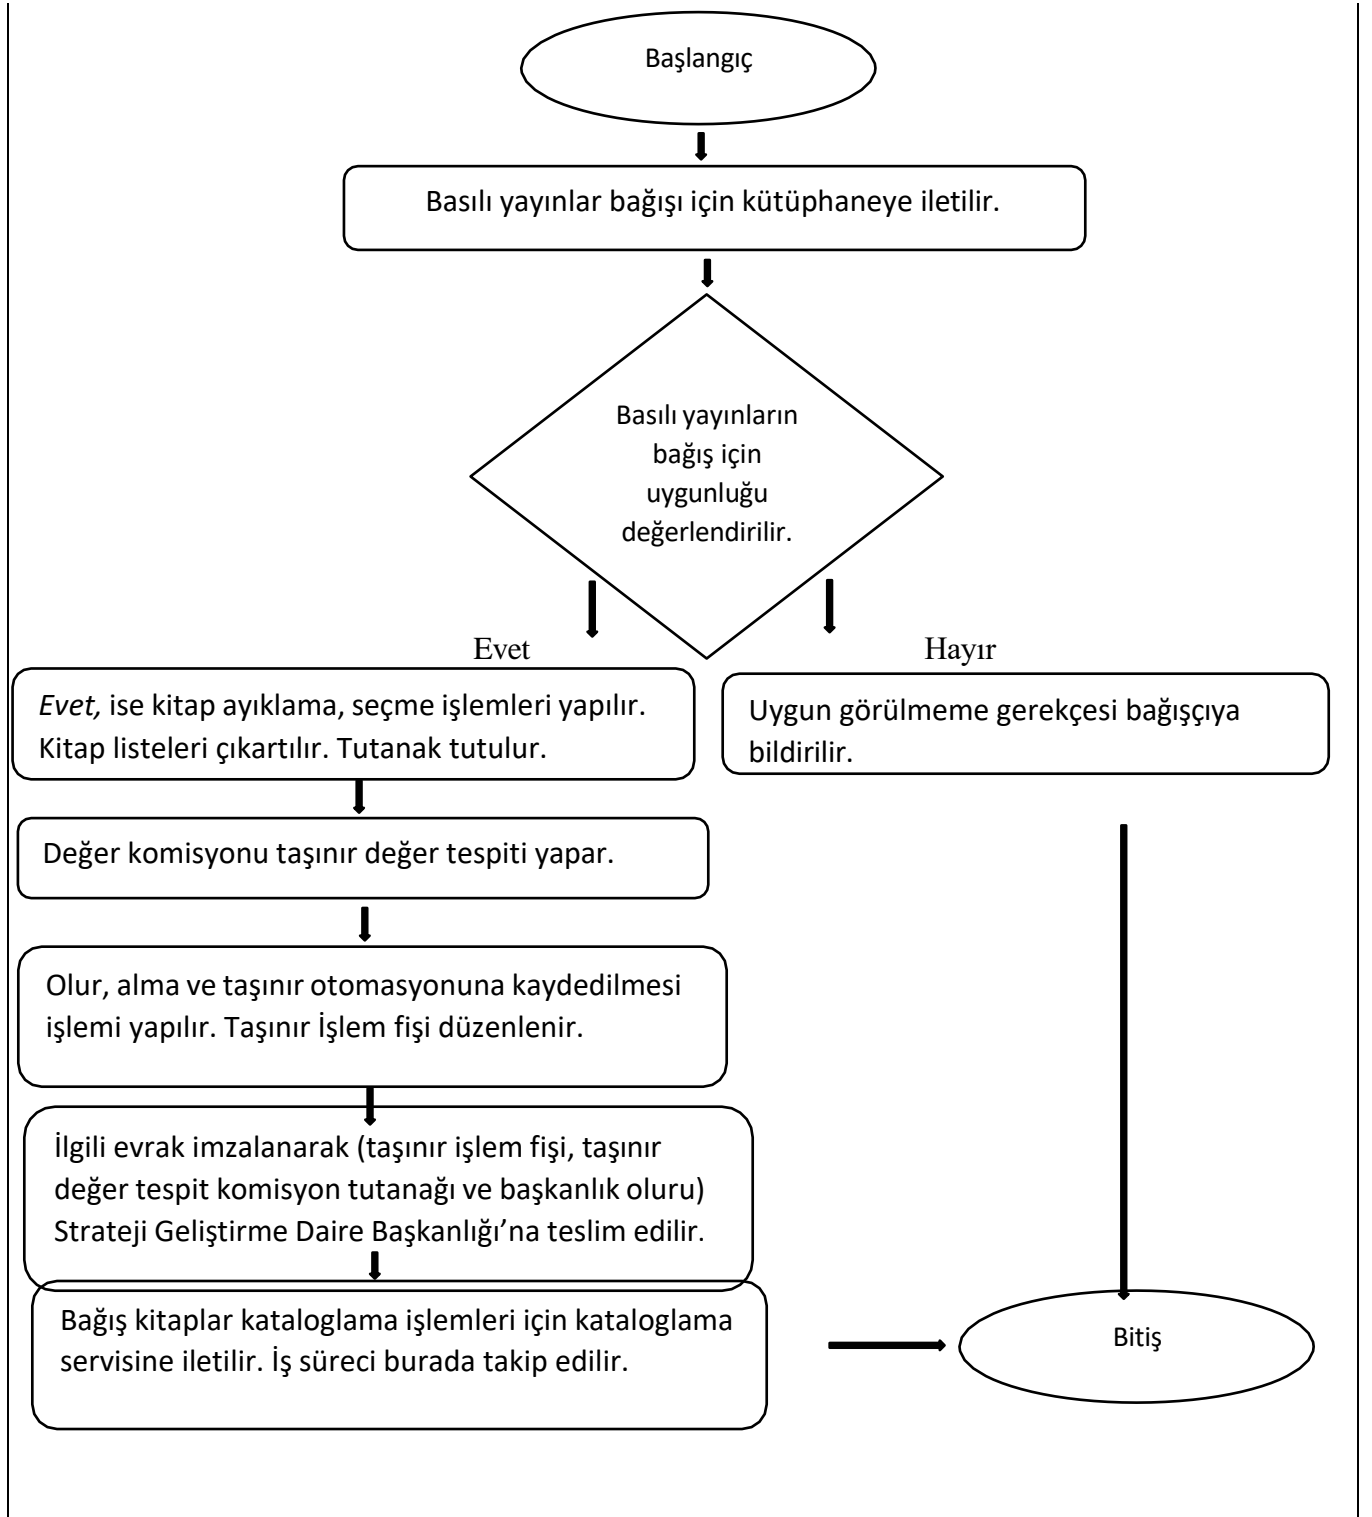 Başlangıç
Basılı yayınlar bağışı için kütüphaneye iletilir.
Basılı yayınların
bağış için
uygunluğu
değerlendirilir.
Evet
Hayır
Evet, ise kitap ayıklama, seçme işlemleri yapılır.
Kitap listeleri çıkartılır. Tutanak tutulur.
Uygun görülmeme gerekçesi bağışçıya
bildirilir.
Değer komisyonu taşınır değer tespiti yapar.
Olur, alma ve taşınır otomasyonuna kaydedilmesi
işlemi yapılır. Taşınır İşlem fişi düzenlenir.
İlgili evrak imzalanarak (taşınır işlem fişi, taşınır
değer tespit komisyon tutanağı ve başkanlık oluru)
Strateji Geliştirme Daire Başkanlığı’na teslim edilir.
Bağış kitaplar kataloglama işlemleri için kataloglama
servisine iletilir. İş süreci burada takip edilir.
Bitiş